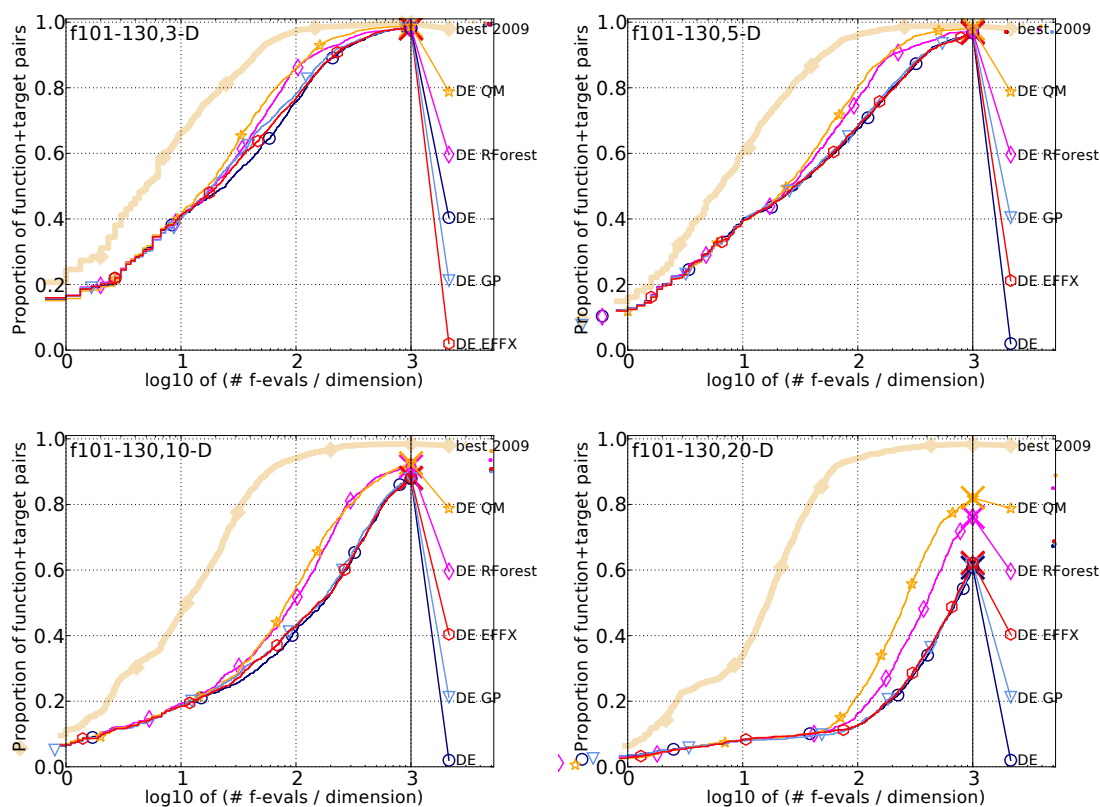 f101-130,3-D
Proportion of function+target pairs
1.0
0.8
0.6
0.4
0.2
0.0
0
1
2
3
log10 of (# f-evals / dimension)
best 2009
DE QM
DE RForest
DE
DE GP
DE EFFX
f101-130,5-D
Proportion of function+target pairs
1.0
0.8
0.6
0.4
0.2
0.0
0
1
2
3
log10 of (# f-evals / dimension)
best 2009
DE QM
DE RForest
DE GP
DE EFFX
DE
f101-130,10-D
Proportion of function+target pairs
1.0
0.8
0.6
0.4
0.2
0.0
0
1
2
3
log10 of (# f-evals / dimension)
best 2009
DE QM
DE RForest
DE EFFX
DE GP
DE
f101-130,20-D
Proportion of function+target pairs
1.0
0.8
0.6
0.4
0.2
0.0
0
1
2
3
log10 of (# f-evals / dimension)
best 2009
DE QM
DE RForest
DE EFFX
DE GP
DE